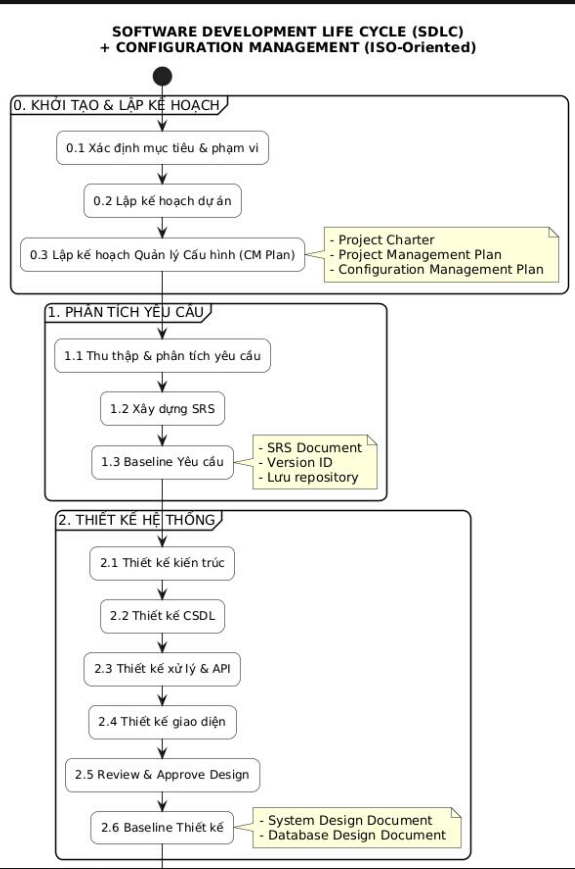 SOFTWARE DEVELOPMENT LIFE CYCLE (SDLC)
+ CONFIGURATION MANAGEMENT (ISO-Oriented)
0. KHỞI TẠO & LẬP KẾ HOẠCH
0.1 Xác định mục tiêu & phạm vi
0.2 Lập kế hoạch dự án
0.3 Lập kế hoạch Quản lý Cấu hình (CM Plan)
- Project Charter
- Project Management Plan
- Configuration Management Plan
1. PHÂN TÍCH YÊU CẦU
1.1 Thu thập & phân tích yêu cầu
1.2 Xây dựng SRS
1.3 Baseline Yêu cầu
- SRS Document
- Version ID
- Lưu repository
2. THIẾT KẾ HỆ THỐNG
2.1 Thiết kế kiến trúc
2.2 Thiết kế CSDL
2.3 Thiết kế xử lý & API
2.4 Thiết kế giao diện
2.5 Review & Approve Design
2.6 Baseline Thiết kế
- System Design Document
- Database Design Document